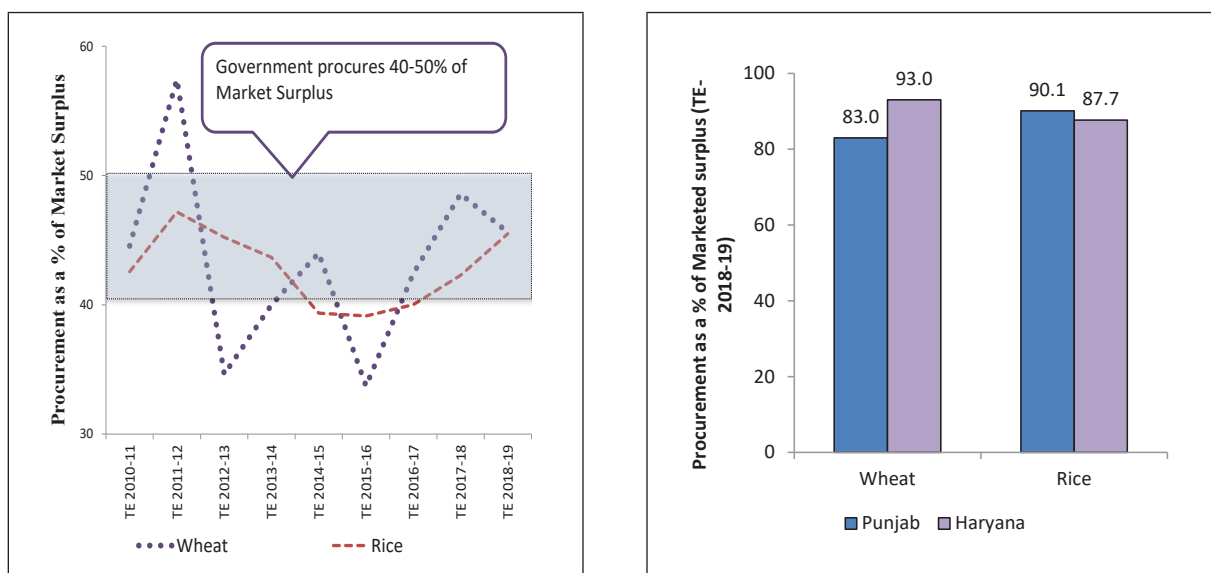 60
50
40
30
Procurement as a % of Market Surplus
Government procures 40-50% of
Market Surplus
TE 2010-11
TE 2011-12
TE 2012-13
TE 2013-14
TE 2014-15
TE 2015-16
TE 2016-17
TE 2017-18
TE 2018-19
Wheat
Rice
Procurement as a % of Marketed surplus (TE-
2018-19)
100
80
60
40
20
0
83.0
93.0
90.1
87.7
Wheat
Rice
Punjab
Haryana